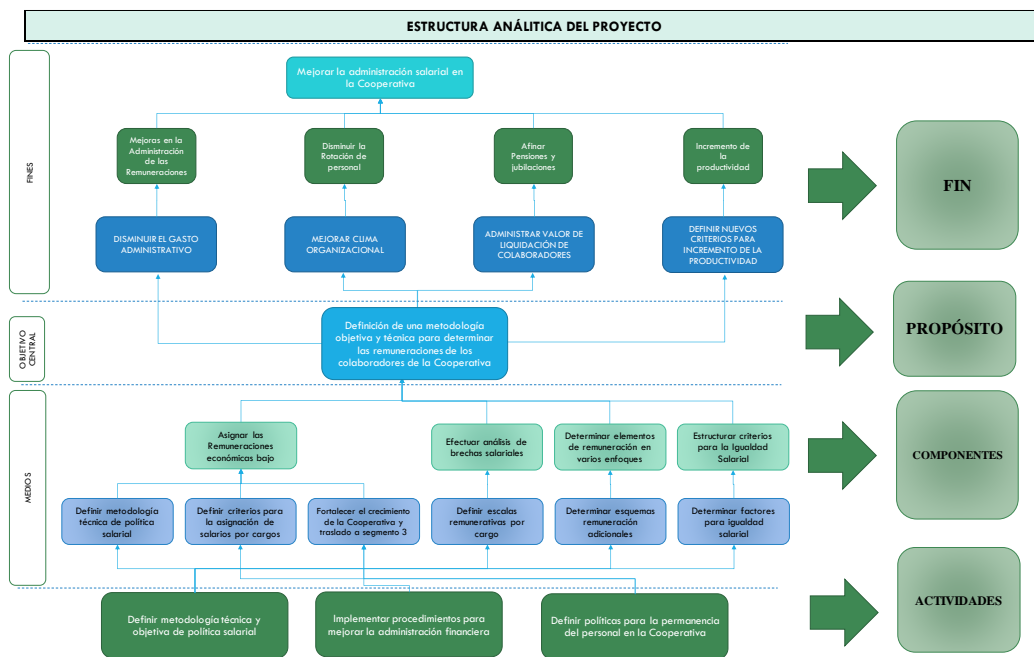 ESTRUCTURA ANÁLITICA DEL PROYECTO
FINES
Mejorar la administración salarial en
la Cooperativa
Mejoras en la
Administración
de las
Remuneraciones
Disminuir la
Rotación de
personal
Afinar
Pensiones y
jubilaciones
Incremento de
la
productividad
FIN
DISMINUIR EL GASTO
ADMINISTRATIVO
MEJORAR CLIMA
ORGANIZACIONAL
ADMINISTRAR VALOR DE
LIQUIDACIÓN DE
COLABORADORES
DEFINIR NUEVOS
CRITERIOS PARA
INCREMENTO DE LA
PRODUCTIVIDAD
OBJETIVO
CENTRAL
Definición de una metodología
objetiva y técnica para determinar
las remuneraciones de los
colaboradores de la Cooperativa
PROPÓSITO
MEDIOS
Asignar las
Remuneraciones
económicas bajo
Efectuar análisis de
brechas salariales
Determinar elementos
de remuneración en
varios enfoques
Estructurar criterios
para la Igualdad
Salarial
COMPONENTES
Definir metodología
técnica de política
salarial
Definir criterios para
la asignación de
salarios por cargos
Fortalecer el crecimiento
de la Cooperativa y
traslado a segmento 3
Definir escalas
remunerativas por
cargo
Determinar esquemas
remuneración
adicionales
Determinar factores
para igualdad
salarial
Definir metodología técnica y
objetiva de política salarial
Implementar procedimientos para
mejorar la administración financiera
Definir políticas para la permanencia
del personal en la Cooperativa
ACTIVIDADES